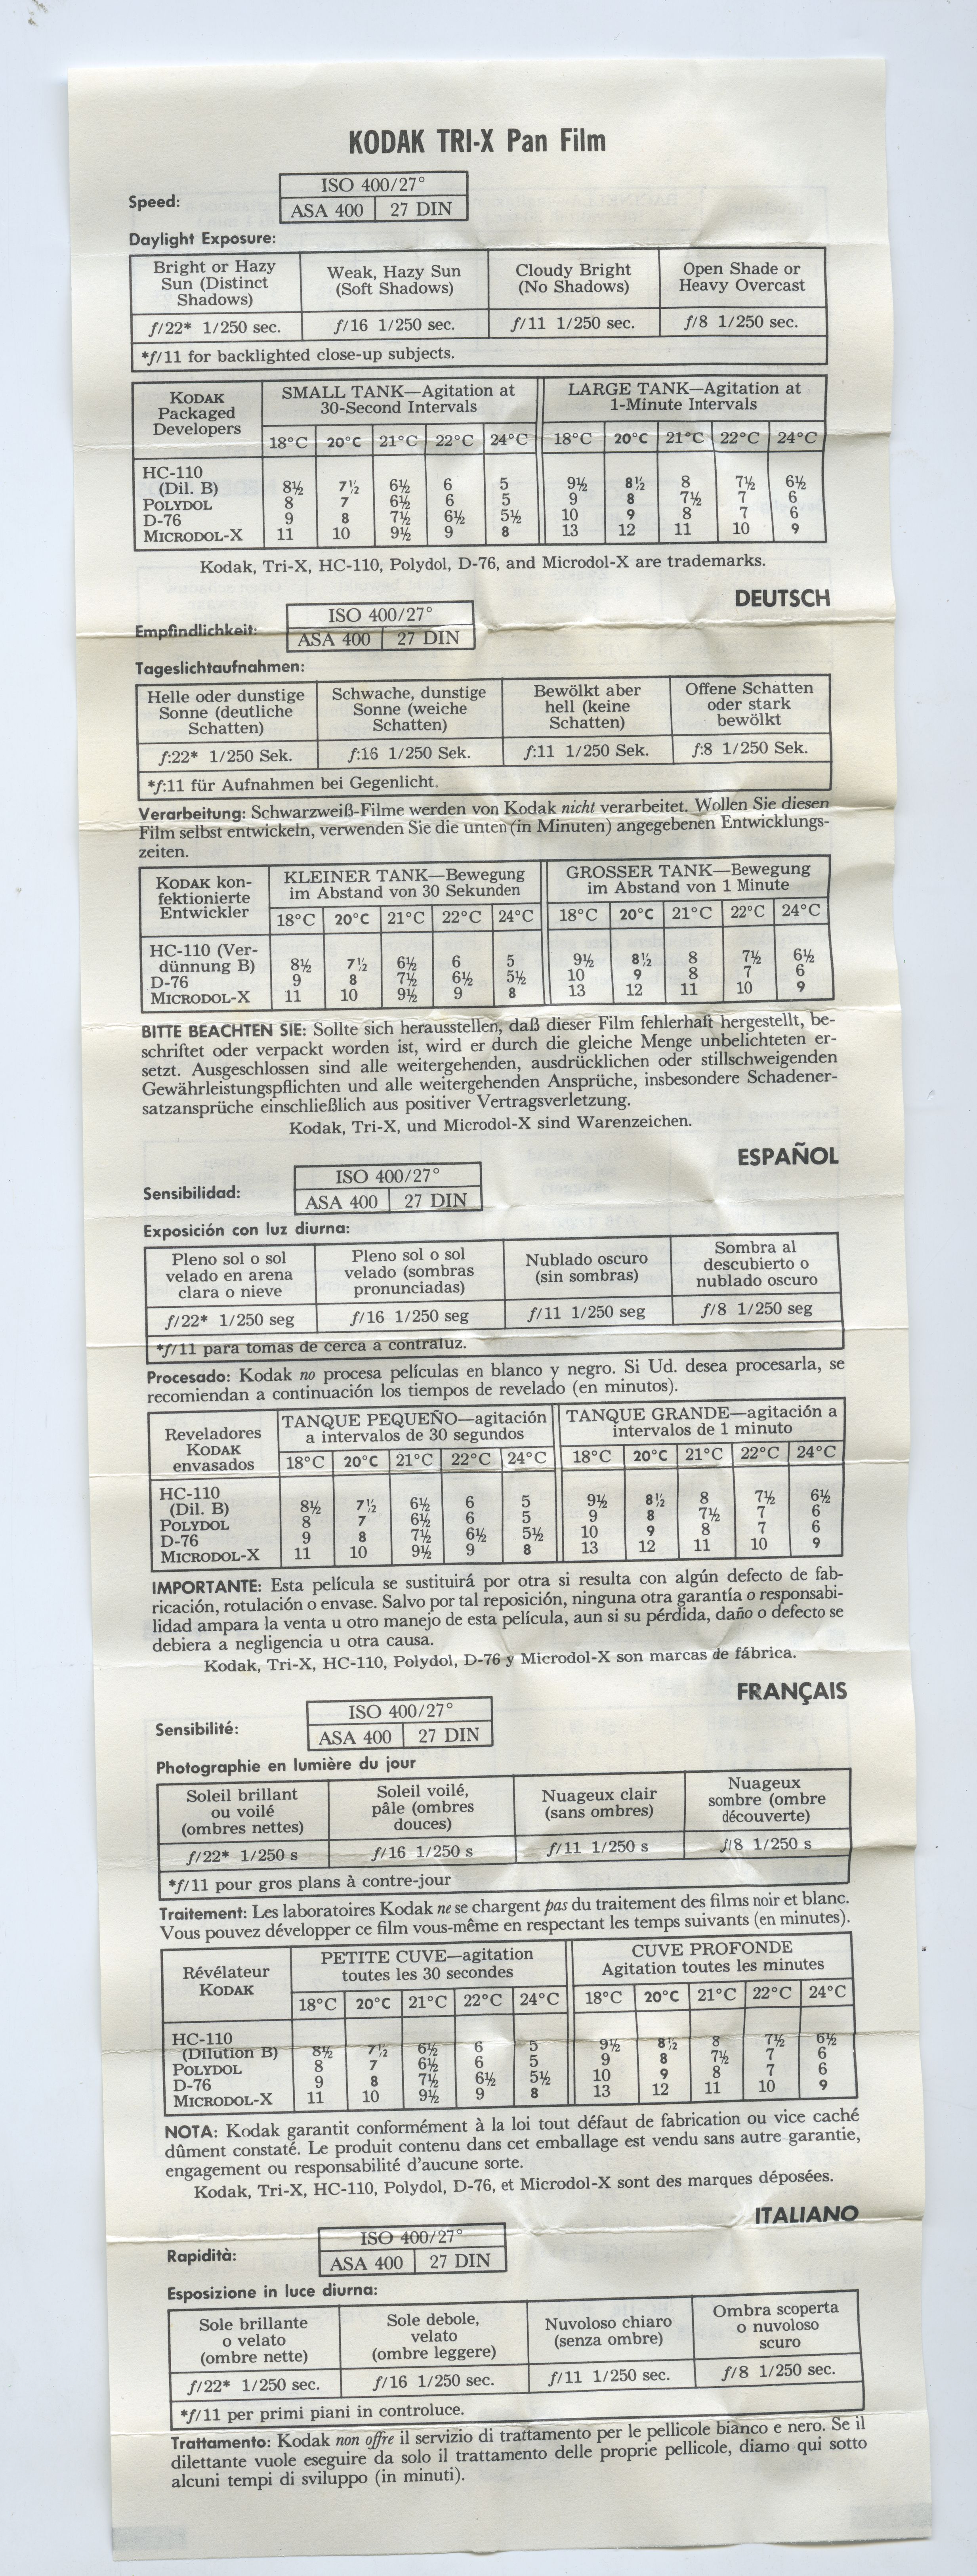 KODAK TRI-X Pan Film
Speed:
ISO 400/27°
ASA 400 27 DIN
Daylight Exposure:
Bright or Hazy Sun (Distinct Shadows) Weak, Hazy Sun (Soft Shadows) Cloudy Bright (No Shadows) Open Shade or Heavy Overcast
f/22* 1/250 sec. f/16 1/250 sec. f/11 1/250 sec. f/8 1/250 sec.
*f/11 for backlighted close-up subjects.
KODAK Packaged Developers SMALL TANK—Agitation at 30-Second Intervals LARGE TANK—Agitation at 1-Minute Intervals
18°C 20°C 21°C 22°C 24°C 18°C 20°C 21°C 22°C 24°C
HC-110
(Dil. B) 8½ 7½ 6½ 6 5 9½ 8½ 8 7½ 6½
POLYDOL 8 7 6½ 6 5 9 8 7½ 7 6
D-76 9 8 7½ 6½ 5½ 10 9 8 7 6
MICRODOL-X 11 10 9½ 9 8 13 12 11 10 9
Kodak, Tri-X, HC-110, Polydol, D-76, and Microdol-X are trademarks.
DEUTSCH
Empfindlichkeit:
ISO 400/27°
ASA 400 27 DIN
Tageslichtaufnahmen:
Helle oder dunstige Sonne (deutliche Schatten) Schwache, dunstige Sonne (weiche Schatten) Bewölkt aber hell (keine Schatten) Offene Schatten oder stark bewölkt
f:22* 1/250 Sek. f:16 1/250 Sek. f:11 1/250 Sek. f:8 1/250 Sek.
*f:11 für Aufnahmen bei Gegenlicht.
Verarbeitung: Schwarzweiß-Filme werden von Kodak nicht verarbeitet. Wollen Sie diesen
Film selbst entwickeln, verwenden Sie die unten (in Minuten) angegebenen Entwicklungs-
zeiten.
KODAK kon-fektionierte Entwickler KLEINER TANK—Bewegung im Abstand von 30 Sekunden GROSSER TANK—Bewegung im Abstand von 1 Minute
18°C 20°C 21°C 22°C 24°C 18°C 20°C 21°C 22°C 24°C
HC-110 (Ver-
dünnung B) 8½ 7½ 6½ 6 5 9½ 8½ 8 7½ 6½
D-76 9 8 7½ 6½ 5½ 10 9 8 7 6
MICRODOL-X 11 10 9½ 9 8 13 12 11 10 9
BITTE BEACHTEN SIE: Sollte sich herausstellen, daß dieser Film fehlerhaft hergestellt, be-
schriftet oder verpackt worden ist, wird er durch die gleiche Menge unbelichteten er-
setzt. Ausgeschlossen sind alle weitergehenden, ausdrücklichen oder stillschweigenden
Gewährleistungspflichten und alle weitergehenden Ansprüche, insbesondere Schadener-
satzansprüche einschließlich aus positiver Vertragsverletzung.
Kodak, Tri-X, und Microdol-X sind Warenzeichen.
ESPAÑOL
Sensibilidad:
ISO 400/27°
ASA 400 27 DIN
Exposición con luz diurna:
Pleno sol o sol velado en arena clara o nieve Pleno sol o sol velado (sombras pronunciadas) Nublado oscuro (sin sombras) Sombra al descubierto o nublado oscuro
f/22* 1/250 seg f/16 1/250 seg f/11 1/250 seg f/8 1/250 seg
*f/11 para tomas de cerca a contraluz.
Procesado: Kodak no procesa películas en blanco y negro. Si Ud. desea procesarla, se
recomiendan a continuación los tiempos de revelado (en minutos).
Reveladores KODAK envasados TANQUE PEQUEÑO—agitación a intervalos de 30 segundos TANQUE GRANDE—agitación a intervalos de 1 minuto
18°C 20°C 21°C 22°C 24°C 18°C 20°C 21°C 22°C 24°C
HC-110
(Dil. B) 8½ 7½ 6½ 6 5 9½ 8½ 8 7½ 6½
POLYDOL 8 7 6½ 6 5 9 8 7½ 7 6
D-76 9 8 7½ 6½ 5½ 10 9 8 7 6
MICRODOL-X 11 10 9½ 9 8 13 12 11 10 9
IMPORTANTE: Esta película se sustituirá por otra si resulta con algún defecto de fab-
ricación, rotulación o envase. Salvo por tal reposición, ninguna otra garantía o responsabi-
lidad ampara la venta u otro manejo de esta película, aun si su pérdida, daño o defecto se
debiera a negligencia u otra causa.
Kodak, Tri-X, HC-110, Polydol, D-76 y Microdol-X son marcas de fábrica.
FRANÇAIS
Sensibilité:
ISO 400/27°
ASA 400 27 DIN
Photographie en lumière du jour
Soleil brillant ou voilé (ombres nettes) Soleil voilé, pâle (ombres douces) Nuageux clair (sans ombres) Nuageux sombre (ombre découverte)
f/22* 1/250 s f/16 1/250 s f/11 1/250 s f/8 1/250 s
*f/11 pour gros plans à contre-jour
Traitement: Les laboratoires Kodak ne se chargent pas du traitement des films noir et blanc.
Vous pouvez développer ce film vous-même en respectant les temps suivants (en minutes).
Révélateur KODAK PETITE CUVE—agitation toutes les 30 secondes CUVE PROFONDE Agitation toutes les minutes
18°C 20°C 21°C 22°C 24°C 18°C 20°C 21°C 22°C 24°C
HC-110
(Dilution B) 8½ 7½ 6½ 6 5 9½ 8½ 8 7½ 6½
POLYDOL 8 7 6½ 6 5 9 8 7½ 7 6
D-76 9 8 7½ 6½ 5½ 10 9 8 7 6
MICRODOL-X 11 10 9½ 9 8 13 12 11 10 9
NOTA: Kodak garantit conformément à la loi tout défaut de fabrication ou vice caché
dûment constaté. Le produit contenu dans cet emballage est vendu sans autre garantie,
engagement ou responsabilité d'aucune sorte.
Kodak, Tri-X, HC-110, Polydol, D-76, et Microdol-X sont des marques déposées.
ITALIANO
Rapidità:
ISO 400/27°
ASA 400 27 DIN
Esposizione in luce diurna:
Sole brillante o velato (ombre nette) Sole debole, velato (ombre leggere) Nuvoloso chiaro (senza ombre) Ombra scoperta o nuvoloso scuro
f/22* 1/250 sec. f/16 1/250 sec. f/11 1/250 sec. f/8 1/250 sec.
*f/11 per primi piani in controluce.
Trattamento: Kodak non offre il servizio di trattamento per le pellicole bianco e nero. Se il
dilettante vuole eseguire da solo il trattamento delle proprie pellicole, diamo qui sotto
alcuni tempi di sviluppo (in minuti).